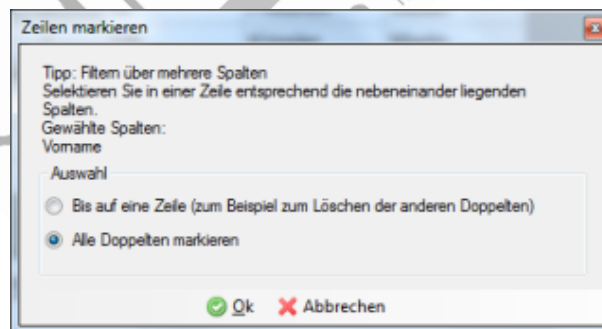 Zeilen markieren
Tipp: Filtern über mehrere Spalten
Selektieren Sie in einer Zeile entsprechend die nebeneinander liegenden
Spalten.
Gewählte Spalten:
Vorname
Auswahl
Bis auf eine Zeile (zum Beispiel zum Löschen der anderen Doppelten)
Alle Doppelten markieren
Ok Abbrechen